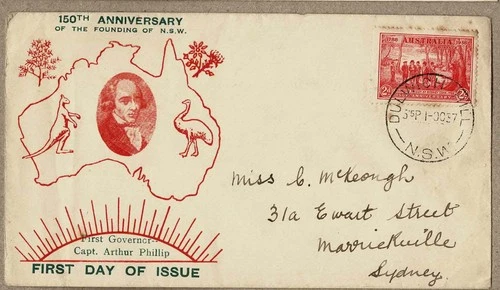 150TH ANNIVERSARY
OF THE FOUNDING OF N.S.W.
AUSTRALIA
2D
N.S.W.
Miss C. McKeough
31a Ewart Street
Marrickville
Sydney.
First Governor—
Capt. Arthur Phillip
FIRST DAY OF ISSUE